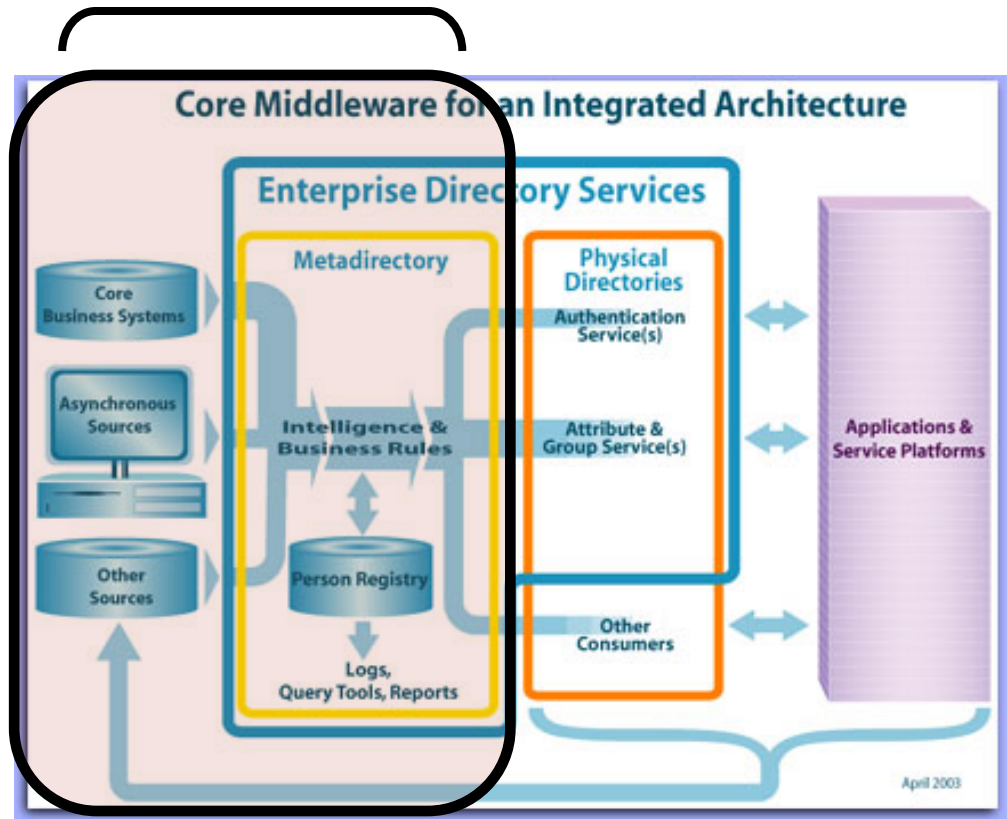 Core Middleware for an Integrated Architecture
Enterprise Directory Services
Metadirectory
Physical
Directories
Core
Business Systems
Authentication
Service(s)
Asynchronous
Sources
Intelligence &
Business Rules
Attribute &
Group Service(s)
Applications &
Service Platforms
Other
Sources
Person Registry
Other
Consumers
Logs,
Query Tools, Reports
April 2003